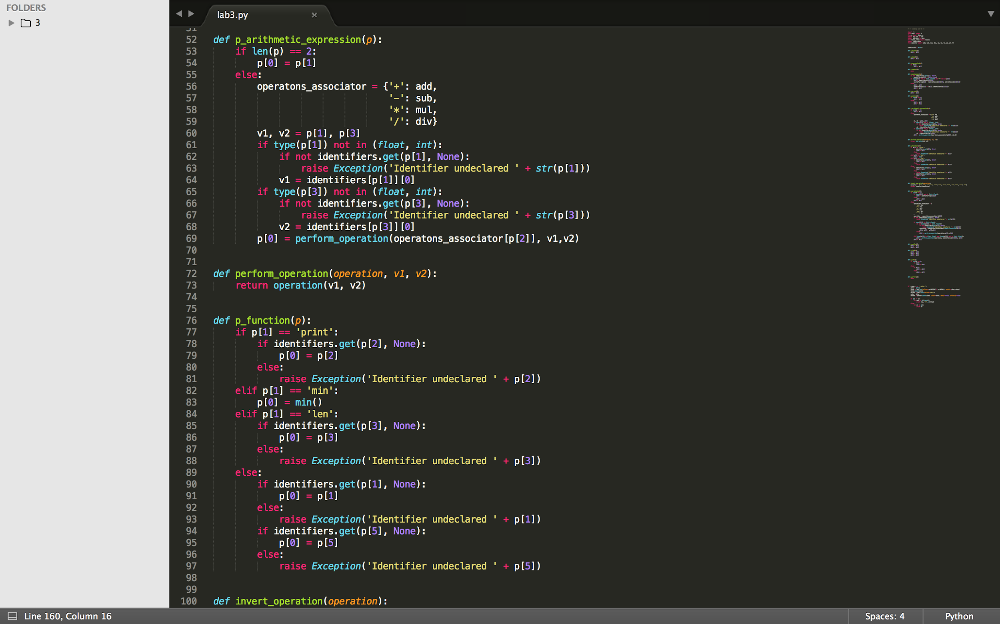 FOLDERS
3
lab3.py
51
52 def p_arithmetic_expression(p):
53     if len(p) == 2:
54         p[0] = p[1]
55     else:
56         operatons_associator = {'+': add,
57                                 '-': sub,
58                                 '*': mul,
59                                 '/': div}
60         v1, v2 = p[1], p[3]
61         if type(p[1]) not in (float, int):
62             if not identifiers.get(p[1], None):
63                 raise Exception('Identifier undeclared ' + str(p[1]))
64             v1 = identifiers[p[1]][0]
65         if type(p[3]) not in (float, int):
66             if not identifiers.get(p[3], None):
67                 raise Exception('Identifier undeclared ' + str(p[3]))
68             v2 = identifiers[p[3]][0]
69         p[0] = perform_operation(operatons_associator[p[2]], v1,v2)
70
71
72 def perform_operation(operation, v1, v2):
73     return operation(v1, v2)
74
75
76 def p_function(p):
77     if p[1] == 'print':
78         if identifiers.get(p[2], None):
79             p[0] = p[2]
80         else:
81             raise Exception('Identifier undeclared ' + p[2])
82     elif p[1] == 'min':
83         p[0] = min()
84     elif p[1] == 'len':
85         if identifiers.get(p[3], None):
86             p[0] = p[3]
87         else:
88             raise Exception('Identifier undeclared ' + p[3])
89     else:
90         if identifiers.get(p[1], None):
91             p[0] = p[1]
92         else:
93             raise Exception('Identifier undeclared ' + p[1])
94         if identifiers.get(p[5], None):
95             p[0] = p[5]
96         else:
97             raise Exception('Identifier undeclared ' + p[5])
98
99
100 def invert_operation(operation):
Line 160, Column 16
Spaces: 4
Python